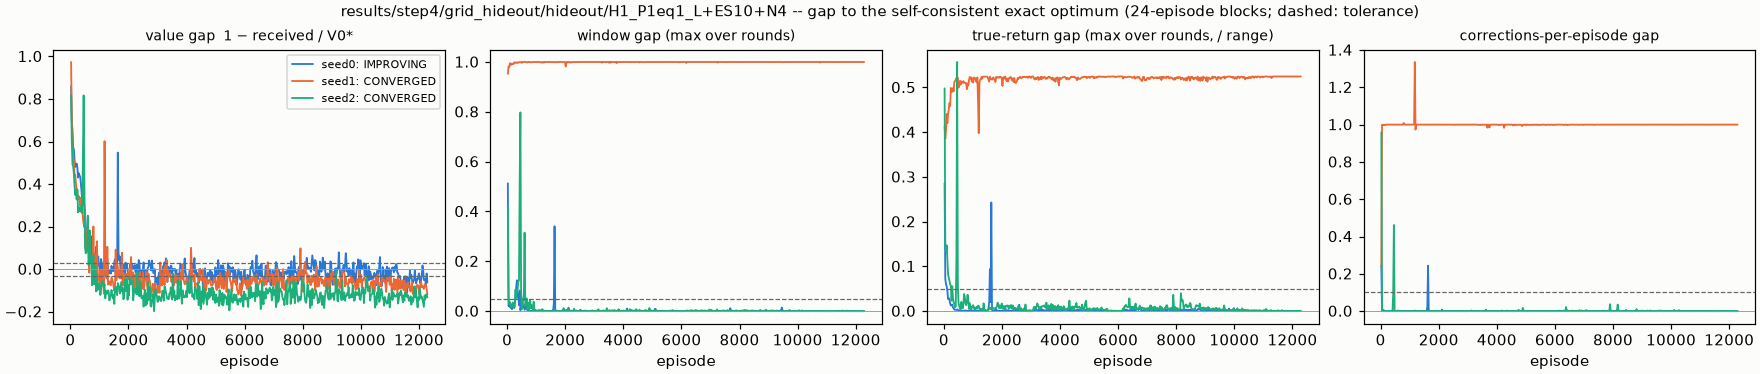 results/step4/grid_hideout/hideout/H1_P1eq1_L+ES10+N4 -- gap to the self-consistent exact optimum (24-episode blocks; dashed: tolerance)
value gap 1 − received / V0*
1.0
0.8
0.6
0.4
0.2
0.0
−0.2
seed0: IMPROVING
seed1: CONVERGED
seed2: CONVERGED
0 2000 4000 6000 8000 10000 12000
episode
window gap (max over rounds)
1.0
0.8
0.6
0.4
0.2
0.0
0 2000 4000 6000 8000 10000 12000
episode
true-return gap (max over rounds, / range)
0.5
0.4
0.3
0.2
0.1
0.0
0 2000 4000 6000 8000 10000 12000
episode
corrections-per-episode gap
1.4
1.2
1.0
0.8
0.6
0.4
0.2
0.0
0 2000 4000 6000 8000 10000 12000
episode